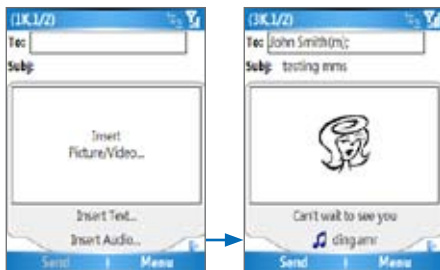 (1K,1/2)
To:
Subj:
Insert
Picture/Video...
Insert Text...
Insert Audio...
Send Menu
(3K,1/2)
To: John Smith(m);
Subj: testing mms
Can't wait to see you
ding.amr
Send Menu